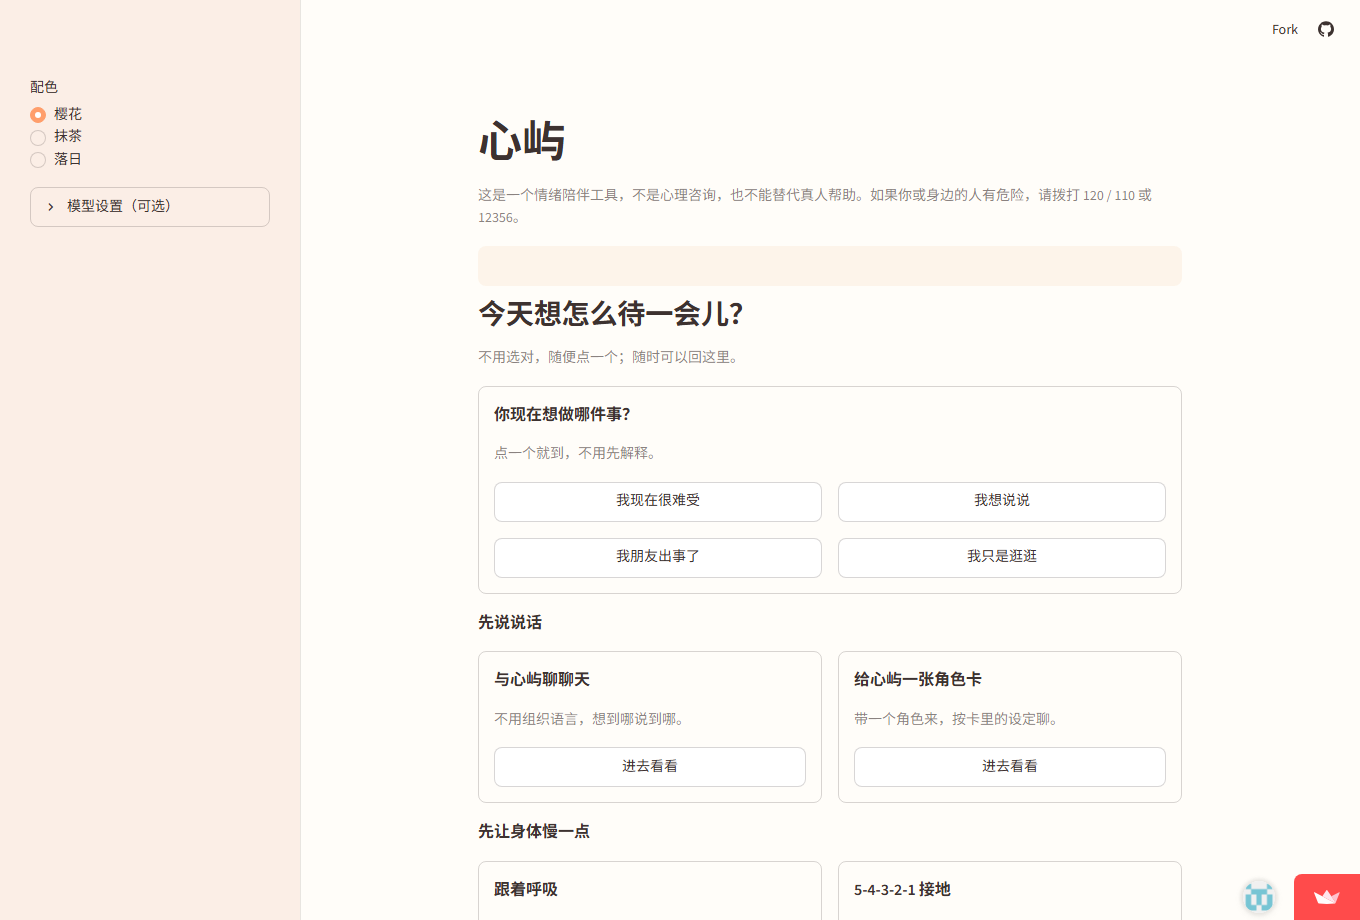 Fork
配色
樱花
抹茶
落日
模型设置（可选）
心屿
这是一个情绪陪伴工具，不是心理咨询，也不能替代真人帮助。如果你或身边的人有危险，请拨打 120 / 110 或
12356。
今天想怎么待一会儿？
不用选对，随便点一个；随时可以回这里。
你现在想做哪件事？
点一个就到，不用先解释。
我现在很难受
我想说说
我朋友出事了
我只是逛逛
先说说话
与心屿聊聊天
不用组织语言，想到哪说到哪。
进去看看
给心屿一张角色卡
带一个角色来，按卡里的设定聊。
进去看看
先让身体慢一点
跟着呼吸
5-4-3-2-1 接地